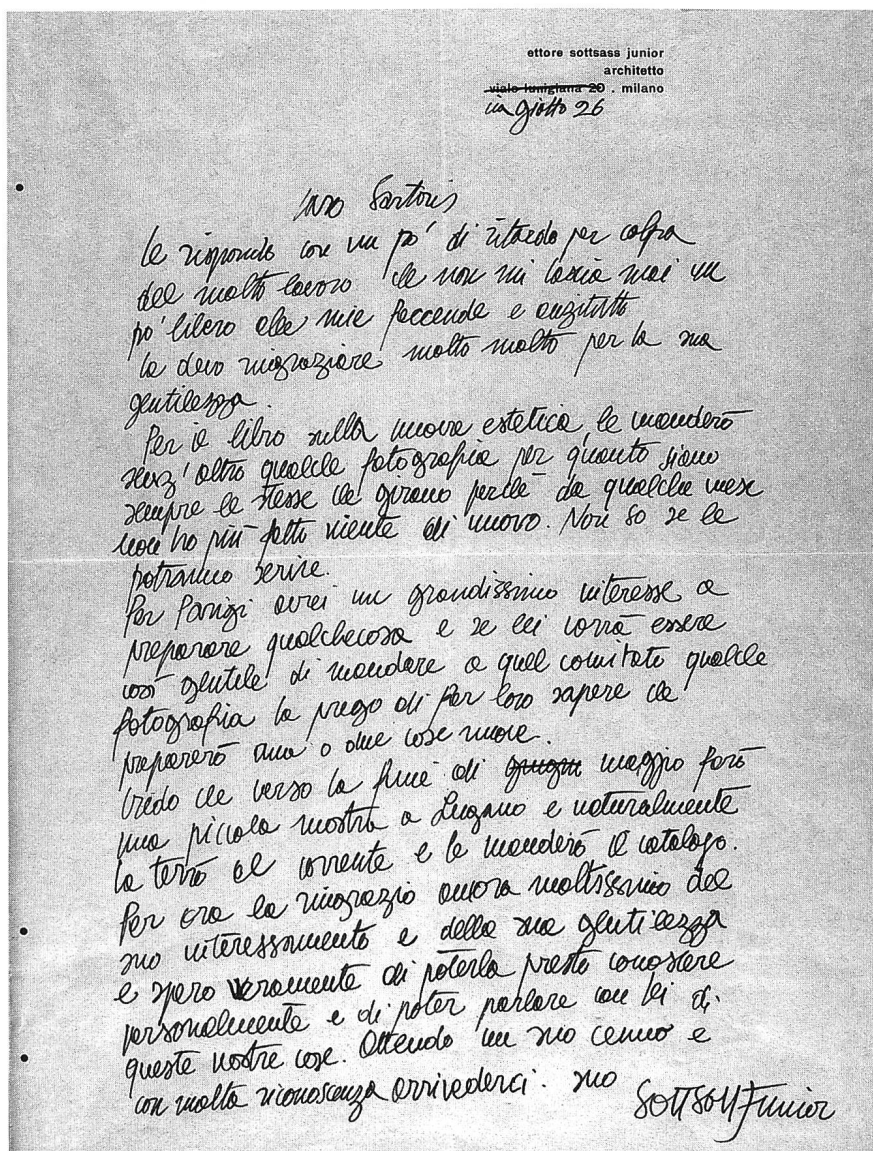 ettore sottsass junior
architetto
viale lunigiana 20 . milano
via giotto 26
Caro Sartoris
le rispondo con un po' di ritardo per colpa
del molto lavoro che non mi lascia mai un
po' libero alle mie faccende e anzitutto
la devo ringraziare molto molto per la sua
gentilezza.
Per il libro sulla nuova estetica, le manderò
senz'altro qualche fotografia per quanto siano
sempre le stesse che girano perché da qualche mese
non ho più fatto niente di nuovo. Non so se le
potranno servire.
Per Parigi avrei un grandissimo interesse a
preparare qualchecosa e se lei vorrà essere
così gentile di mandare a quel comitato qualche
fotografia la prego di far loro sapere che
preparerò una o due cose nuove.
Credo che verso la fine di giugno maggio farò
una piccola mostra a Lugano e naturalmente
la terrò al corrente e le manderò il catalogo.
Per ora la ringrazio ancora moltissimo del
suo interessamento e della sua gentilezza
e spero veramente di poterla presto conoscere
personalmente e di poter parlare con lei di
queste nostre cose. Attendo un suo cenno e
con molta riconoscenza arrivederci. suo
Sottsass Junior